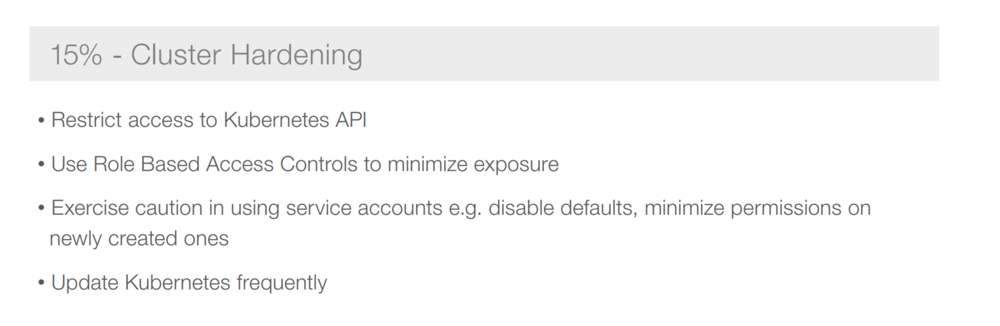 15% - Cluster Hardening
• Restrict access to Kubernetes API
• Use Role Based Access Controls to minimize exposure
• Exercise caution in using service accounts e.g. disable defaults, minimize permissions on
newly created ones
• Update Kubernetes frequently